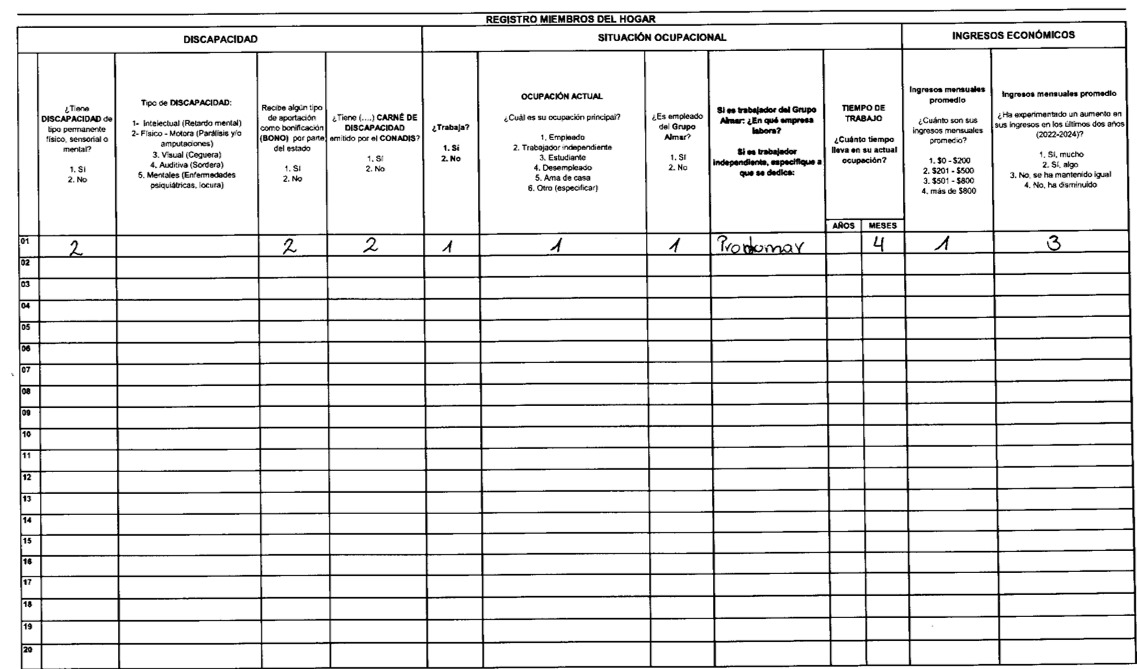 REGISTRO MIEMBROS DEL HOGAR
DISCAPACIDAD
SITUACIÓN OCUPACIONAL
INGRESOS ECONÓMICOS
¿Tiene
DISCAPACIDAD de
tipo permanente
físico, sensorial o
mental?
1. SI
2. No
Tipo de DISCAPACIDAD:
1- Intelectual (Retardo mental)
2- Físico - Motora (Parálisis y/o
amputaciones)
3. Visual (Ceguera)
4. Auditiva (Sordera)
5. Mentales (Enfermedades
psiquiátricas, locura)
Recibe algún tipo
de aportación
como bonificación
(BONO) por parte
del estado
1. SI
2. No
¿Tiene (....) CARNÉ DE
DISCAPACIDAD
emitido por el CONADIS?
1. Sí
2. No
¿Trabaja?
1. Si
2. No
OCUPACIÓN ACTUAL
¿Cuál es su ocupación principal?
1. Empleado
2. Trabajador independiente
3. Estudiante
4. Desempleado
5. Ama de casa
6. Otro (especificar)
¿Es empleado
del Grupo
Almar?
1. SI
2. No
Si es trabajador del Grupo
Almar: ¿En qué empresa
labora?
Si es trabajador
independiente, especifique a
que se dedica:
TIEMPO DE
TRABAJO
¿Cuánto tiempo
lleva en su actual
ocupación?
AÑOS MESES
Ingresos mensuales
promedio
¿Cuánto son sus
ingresos mensuales
promedio?
1. $0 - $200
2. $201 - $500
3. $501 - $800
4. más de $800
Ingresos mensuales promedio
¿Ha experimentado un aumento en
sus ingresos en los últimos dos años
(2022-2024)?
1. Sí, mucho
2. Sí, algo
3. No, se ha mantenido igual
4. No, ha disminuido
01 2 2 2 1 1 1 4 1 3
02
03
04
05
06
07
08
09
10
11
12
13
14
15
16
17
18
19
20